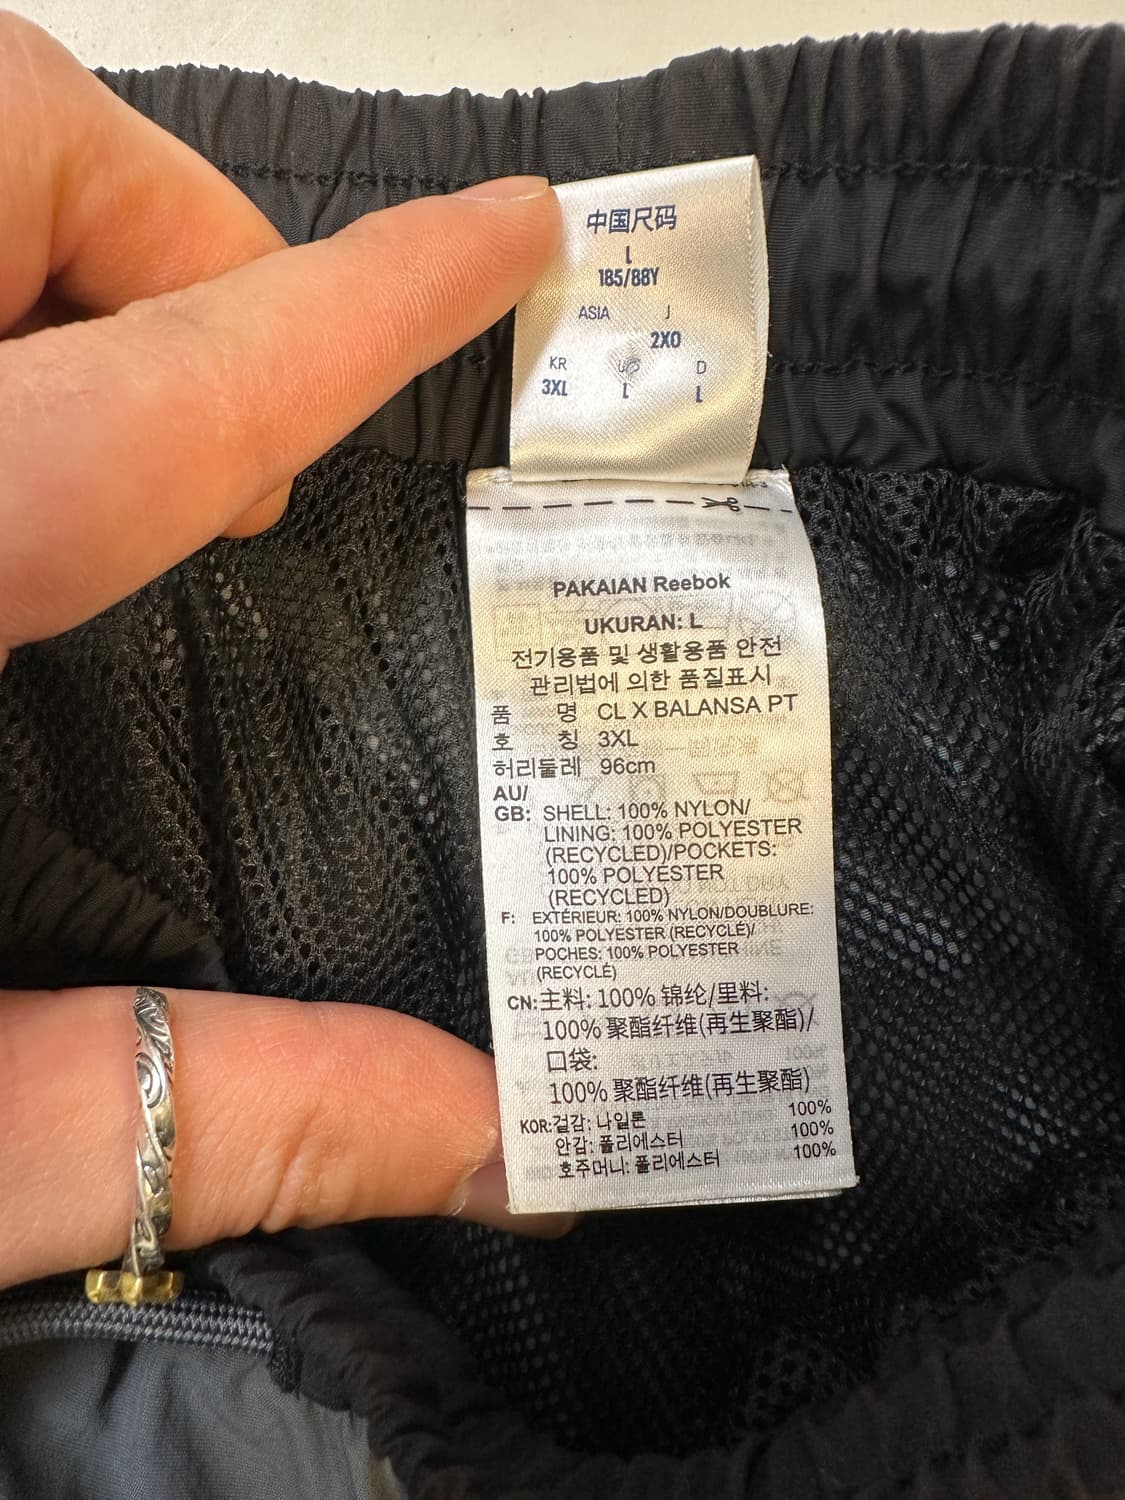 中国尺码
L
185/88Y
ASIA J
2XO
KR US D
3XL L L
PAKAIAN Reebok
UKURAN: L
전기용품 및 생활용품 안전
관리법에 의한 품질표시
품 명 CL X BALANSA PT
호 칭 3XL
허리둘레 96cm
AU/
GB: SHELL: 100% NYLON/
LINING: 100% POLYESTER
(RECYCLED)/POCKETS:
100% POLYESTER
(RECYCLED)
F: EXTÉRIEUR: 100% NYLON/DOUBLURE:
100% POLYESTER (RECYCLÉ)/
POCHES: 100% POLYESTER
(RECYCLÉ)
CN:主料: 100% 锦纶/里料:
100% 聚酯纤维(再生聚酯)/
口袋:
100% 聚酯纤维(再生聚酯)
KOR:겉감: 나일론 100%
안감: 폴리에스터 100%
호주머니: 폴리에스터 100%